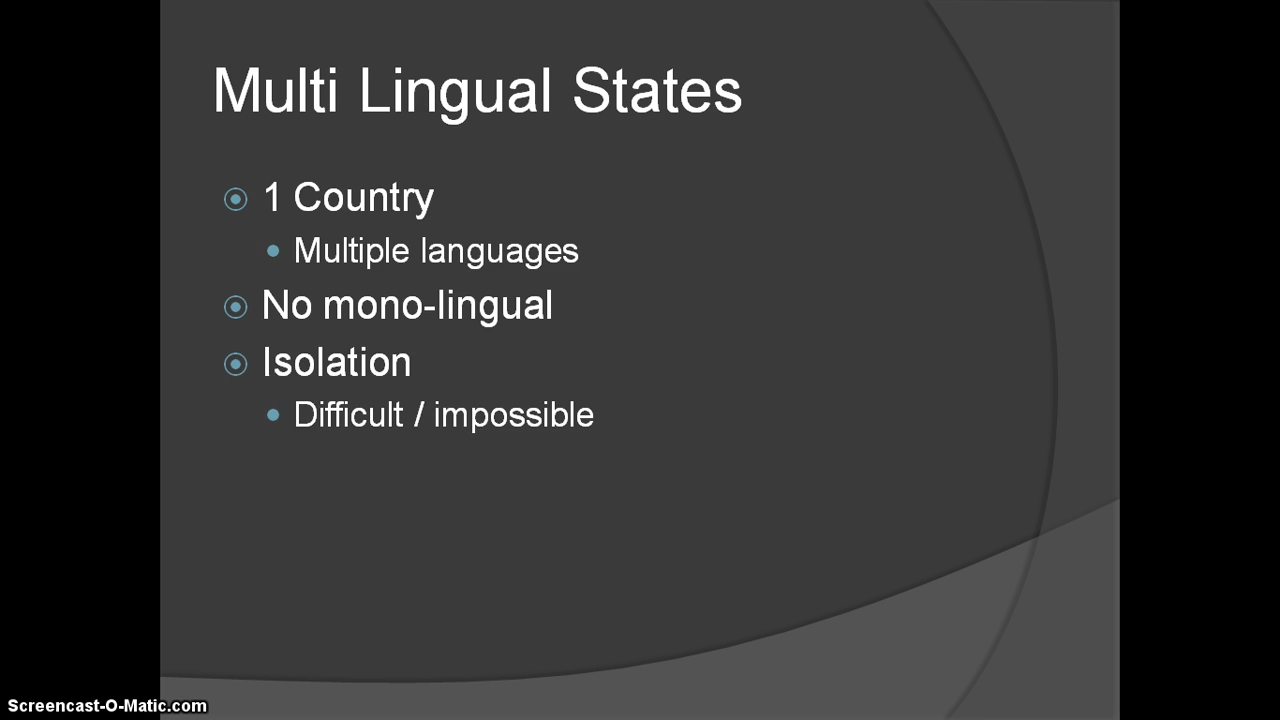 Multi Lingual States
1 Country
Multiple languages
No mono-lingual
Isolation
Difficult / impossible
Screencast-O-Matic.com